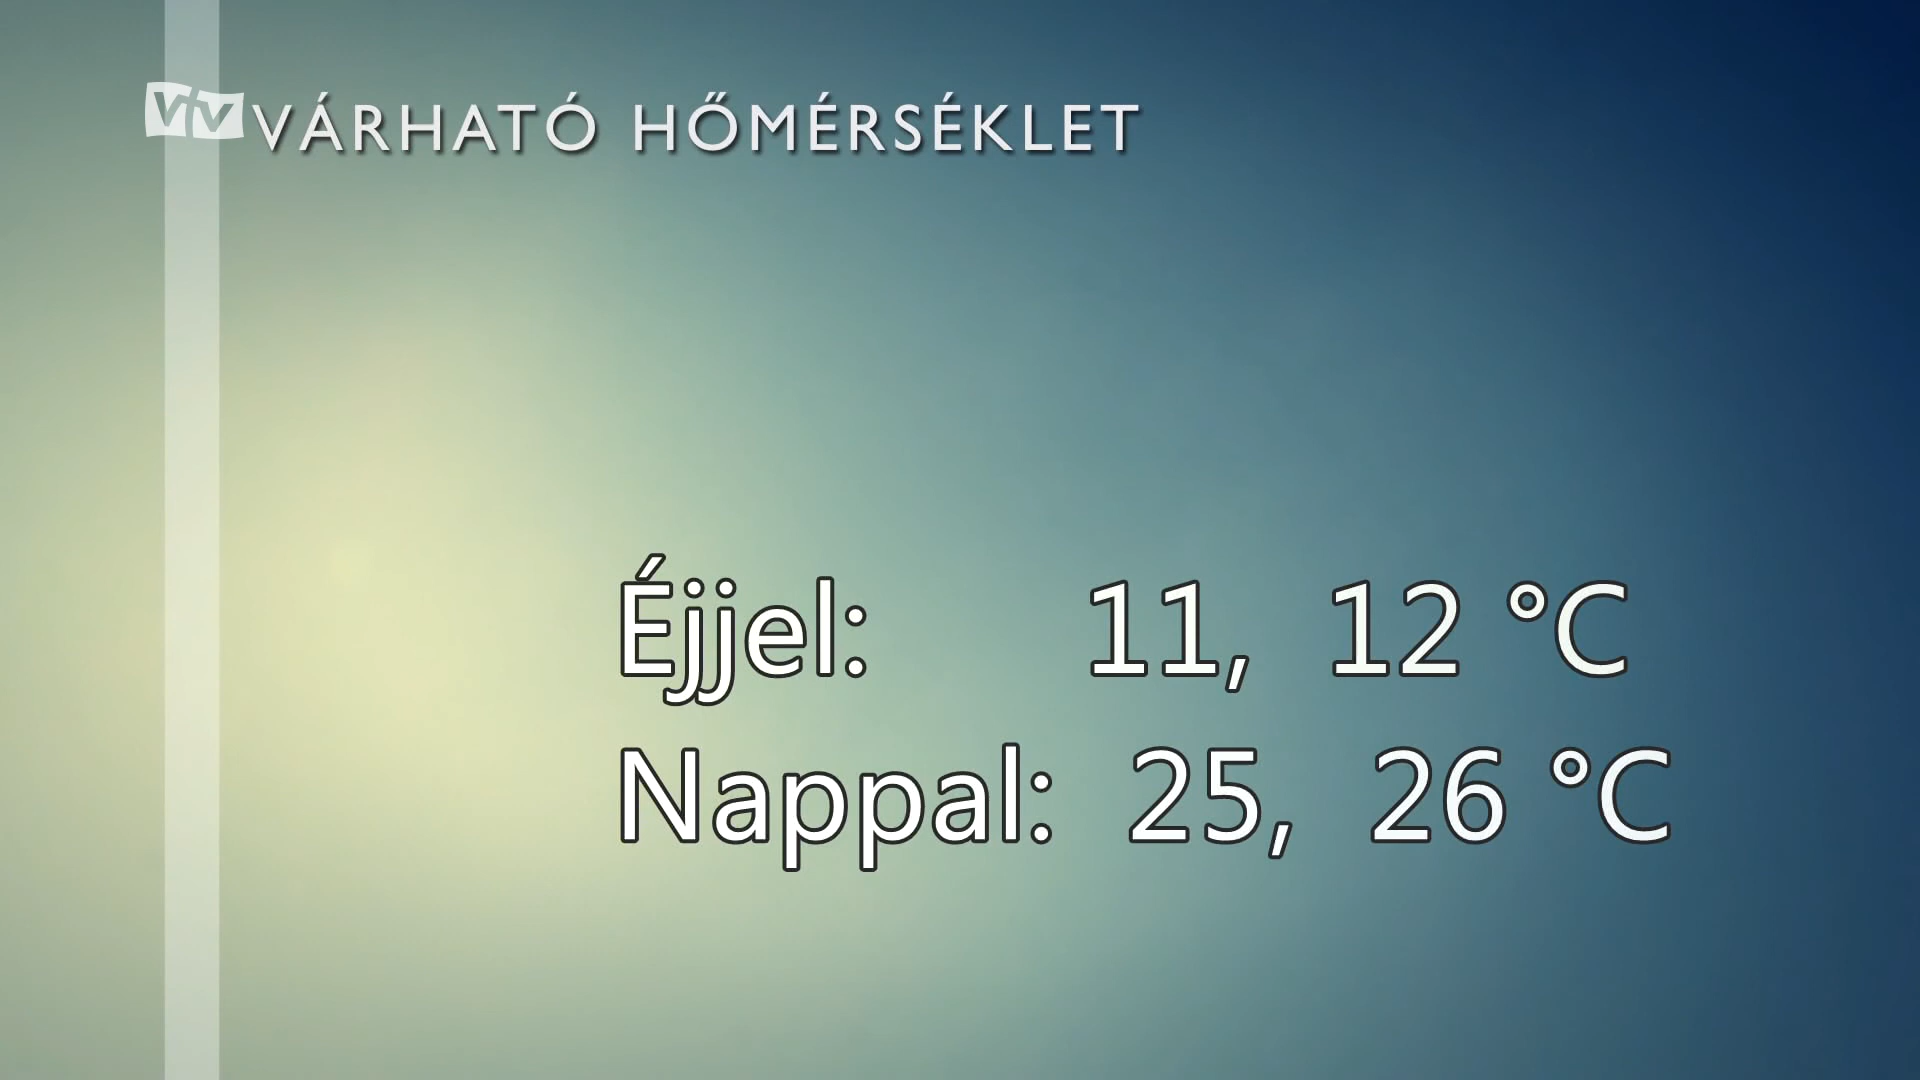 VTV VÁRHATÓ HŐMÉRSÉKLET
Éjjel: 11, 12 °C
Nappal: 25, 26 °C